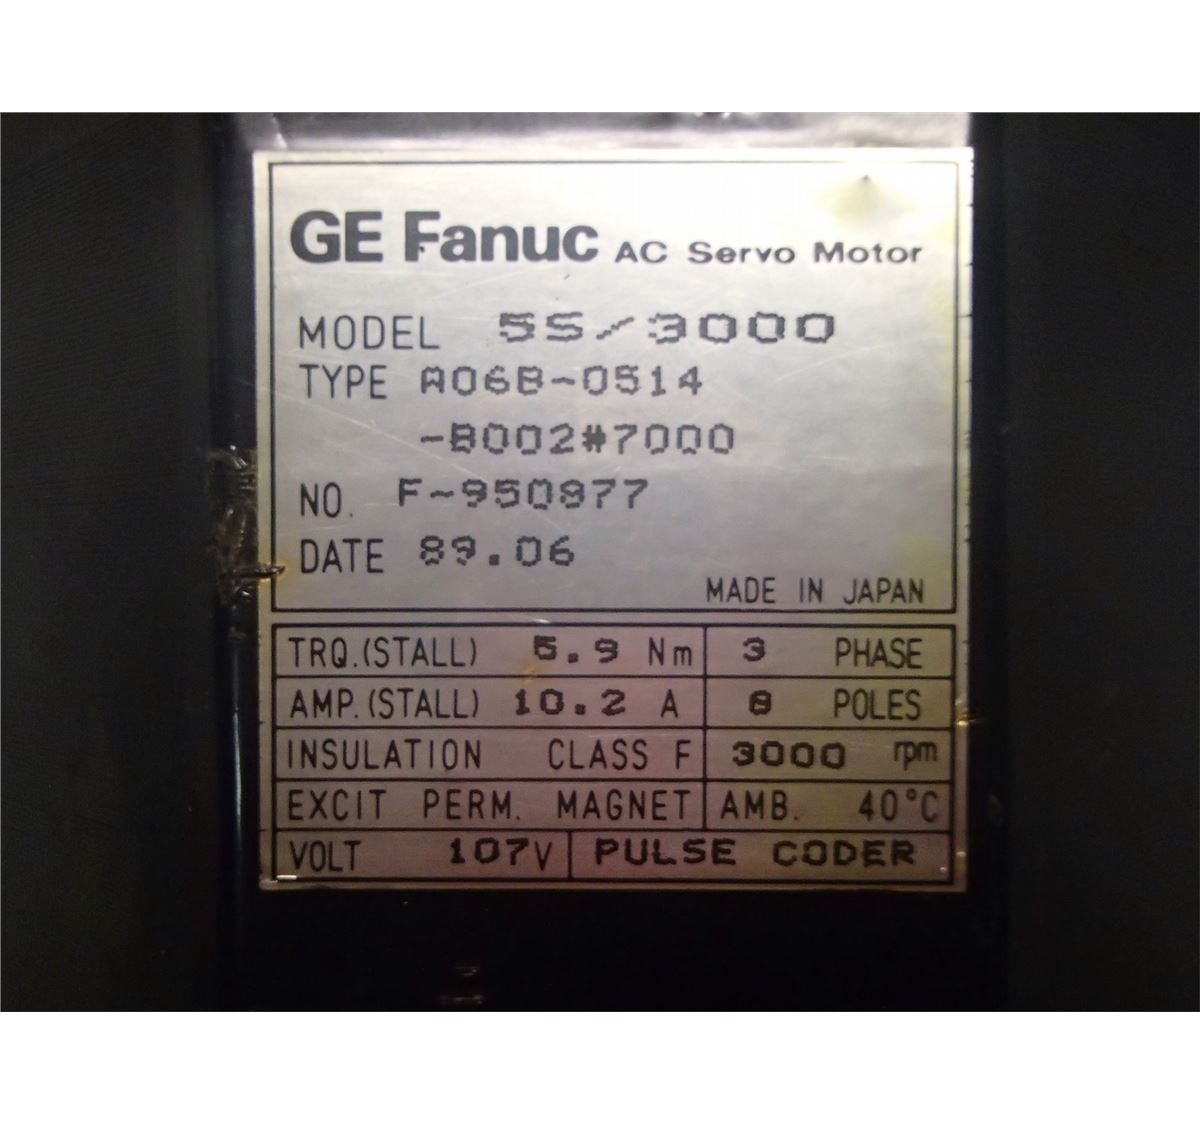 GE Fanuc AC Servo Motor
MODEL 5S/3000
TYPE A06B-0514
-B002#7000
NO. F-950877
DATE 89.06
MADE IN JAPAN
TRQ.(STALL) 5.9 Nm 3 PHASE
AMP.(STALL) 10.2 A 8 POLES
INSULATION CLASS F 3000 rpm
EXCIT PERM. MAGNET AMB. 40°C
VOLT 107V PULSE CODER